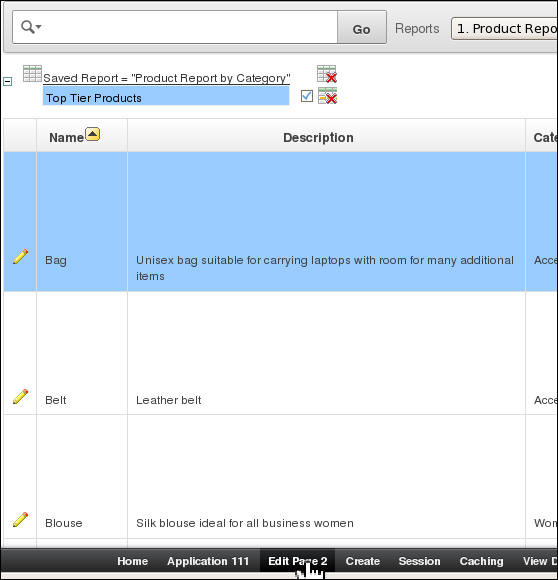 Go Reports 1. Product Repo
Saved Report = "Product Report by Category"
Top Tier Products
Name Description Cate
Bag Unisex bag suitable for carrying laptops with room for many additional Acce
items
Belt Leather belt Acce
Blouse Silk blouse ideal for all business women Wom
Home Application 111 Edit Page 2 Create Session Caching View D